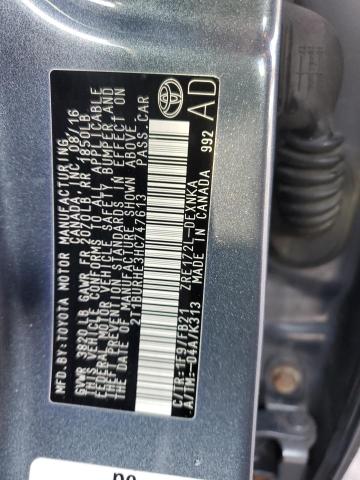 MFD.BY:TOYOTA MOTOR MANUFACTURING
CANADA INC. 08/16
GVWR 3820LB GAWR FR RR 1850LB
THIS VEHICLE CONFORMS TO ALL APPLICABLE
FEDERAL MOTOR VEHICLE SAFETY, BUMPER AND
THEFT PREVENTION STANDARDS IN EFFECT ON
THE DATE OF MANUFACTURE SHOWN ABOVE.
2T1BURHE3HC747613 PASS.CAR
C/TR:1F9/FB21 ZRE172L-DEXNKA
A/TM:-04A/K313 MADE IN CANADA 992
AD